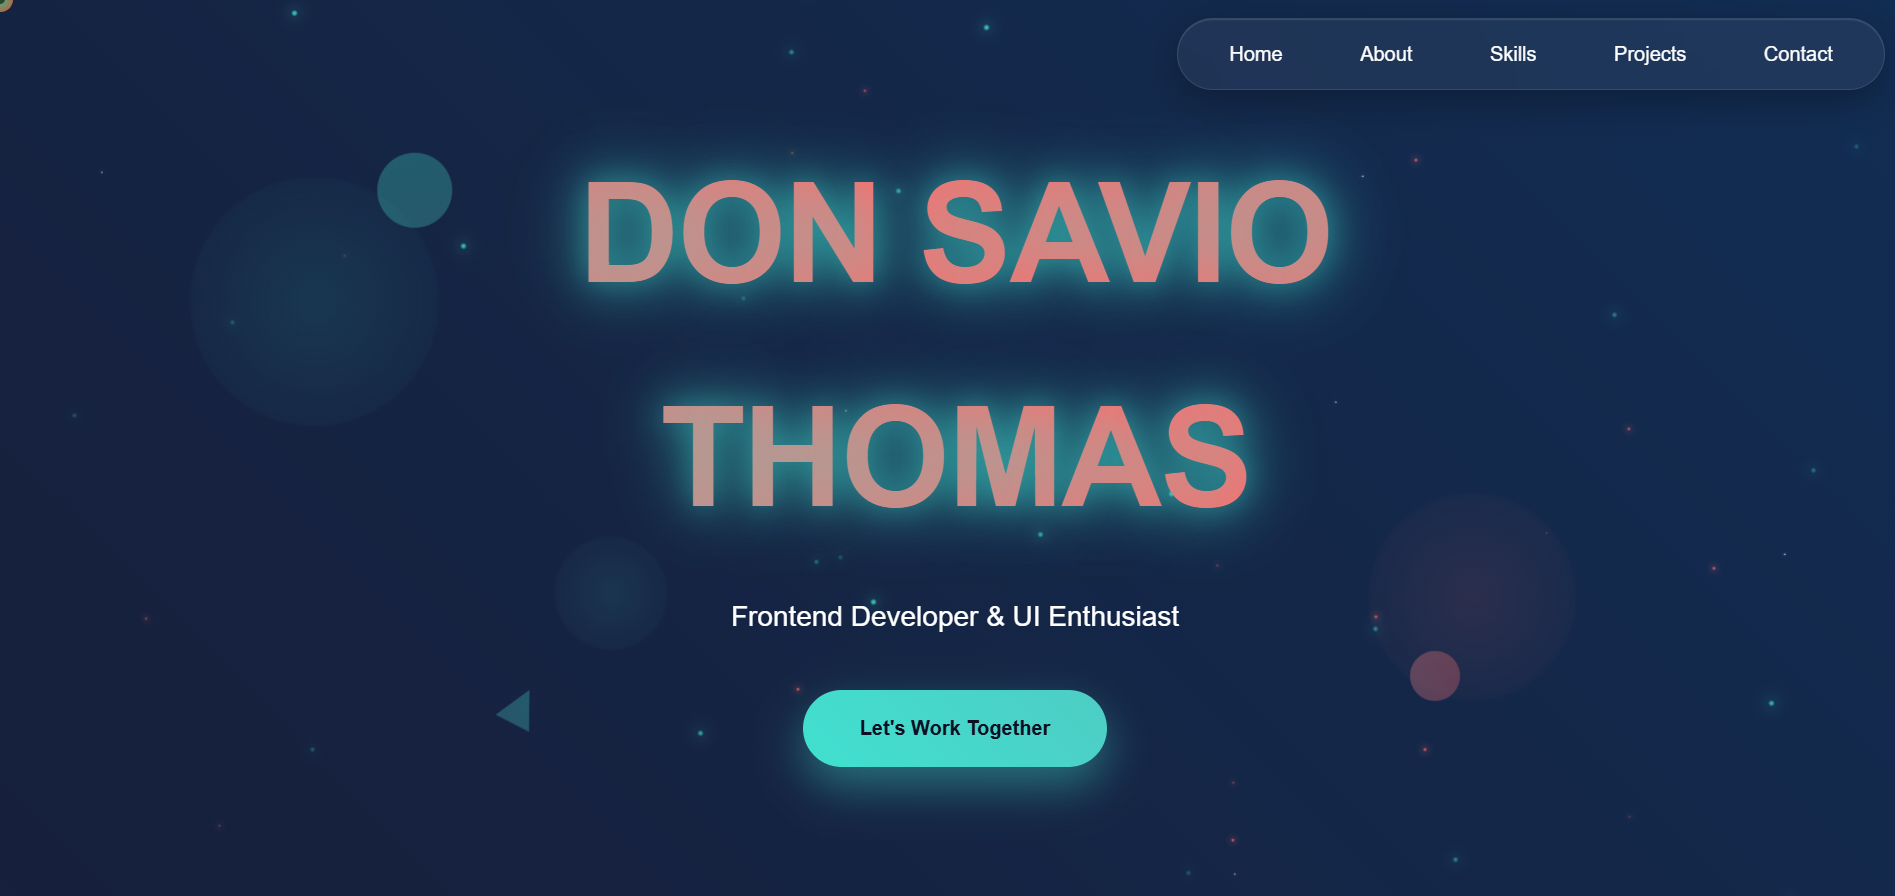 Home About Skills Projects Contact
DON SAVIO
THOMAS
Frontend Developer & UI Enthusiast
Let's Work Together